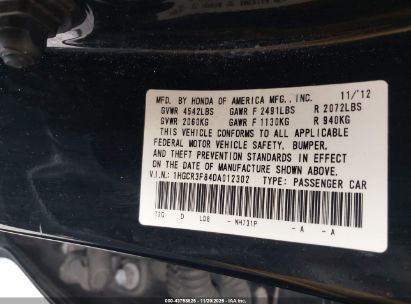 MFD. BY HONDA OF AMERICA MFG., INC. 11/'12
GVWR 4542LBS GAWR F 2491LBS R 2072LBS
GVWR 2060KG GAWR F 1130KG R 940KG
THIS VEHICLE CONFORMS TO ALL APPLICABLE
FEDERAL MOTOR VEHICLE SAFETY, BUMPER,
AND THEFT PREVENTION STANDARDS IN EFFECT
ON THE DATE OF MANUFACTURE SHOWN ABOVE.
V.I.N.: 1HGCR3F84DA012302 TYPE: PASSENGER CAR
D - NH731P - A - A